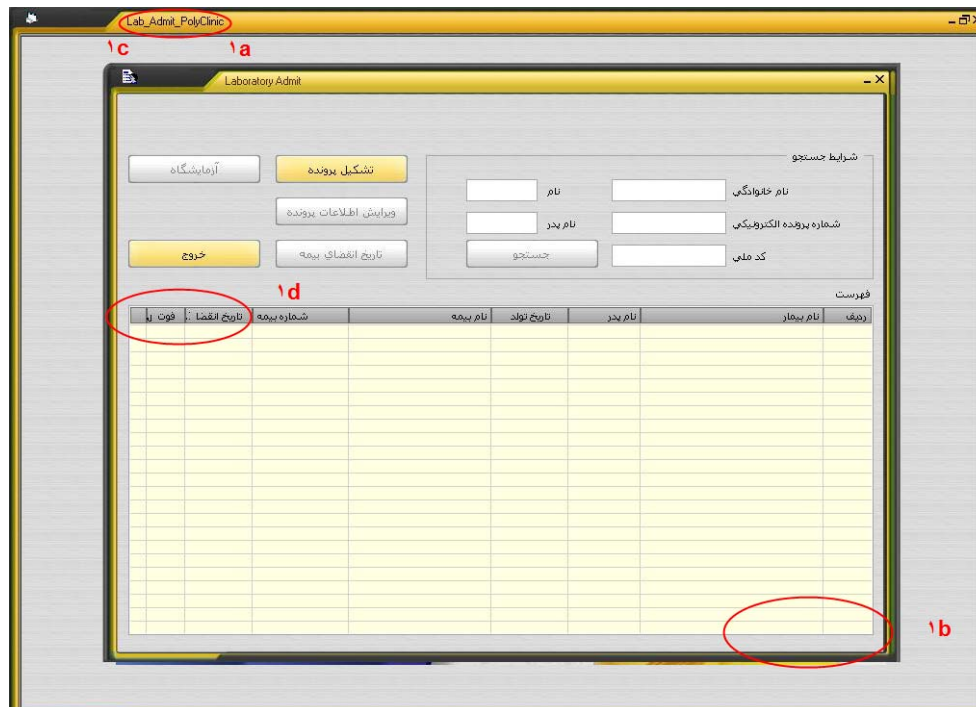 Lab_Admit_PolyClinic
۱c ۱a
Laboratory Admit
شرایط جستجو
نام خانوادگی
نام
تشکیل پرونده
آزمایشگاه
شماره پرونده الکترونیکی
نام پدر
ویرایش اطلاعات پرونده
کد ملی
جستجو
تاریخ انقضای بیمه
خروج
۱d
فهرست
ردیف نام بیمار نام پدر تاریخ تولد نام بیمه شماره بیمه تاریخ انقضا فوت
۱b